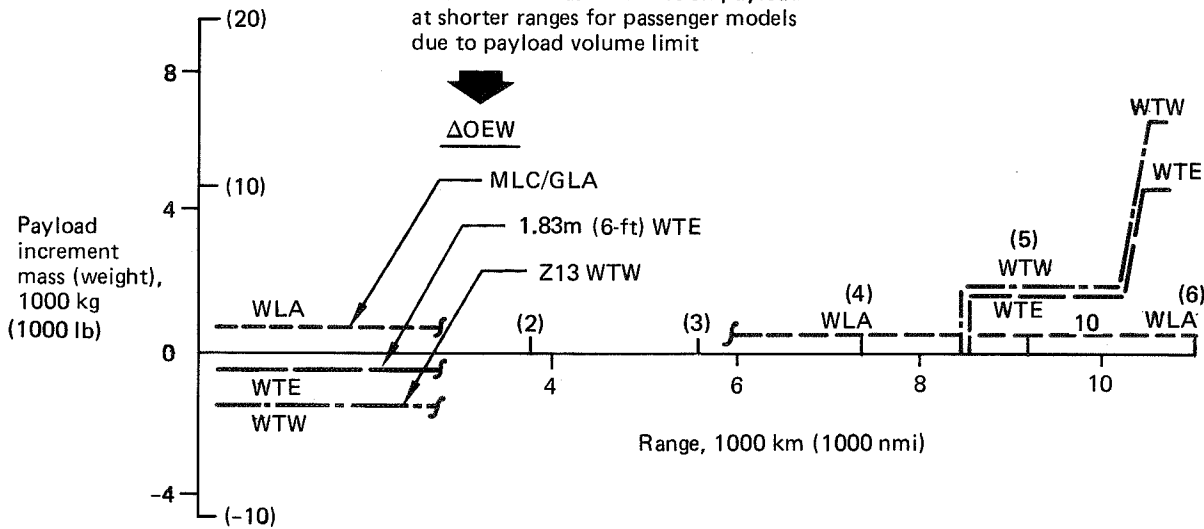 at shorter ranges for passenger models
due to payload volume limit
ΔOEW
MLC/GLA
1.83m (6-ft) WTE
Z13 WTW
Payload
increment
mass (weight),
1000 kg
(1000 lb)
(20)
8
(10)
4
0
-4
(-10)
WLA
WTE
WTW
(2)
(3)
(4)
WLA
(5)
WTW
WTE
10
(6)
WLA
WTW
WTE
4
6
8
10
Range, 1000 km (1000 nmi)